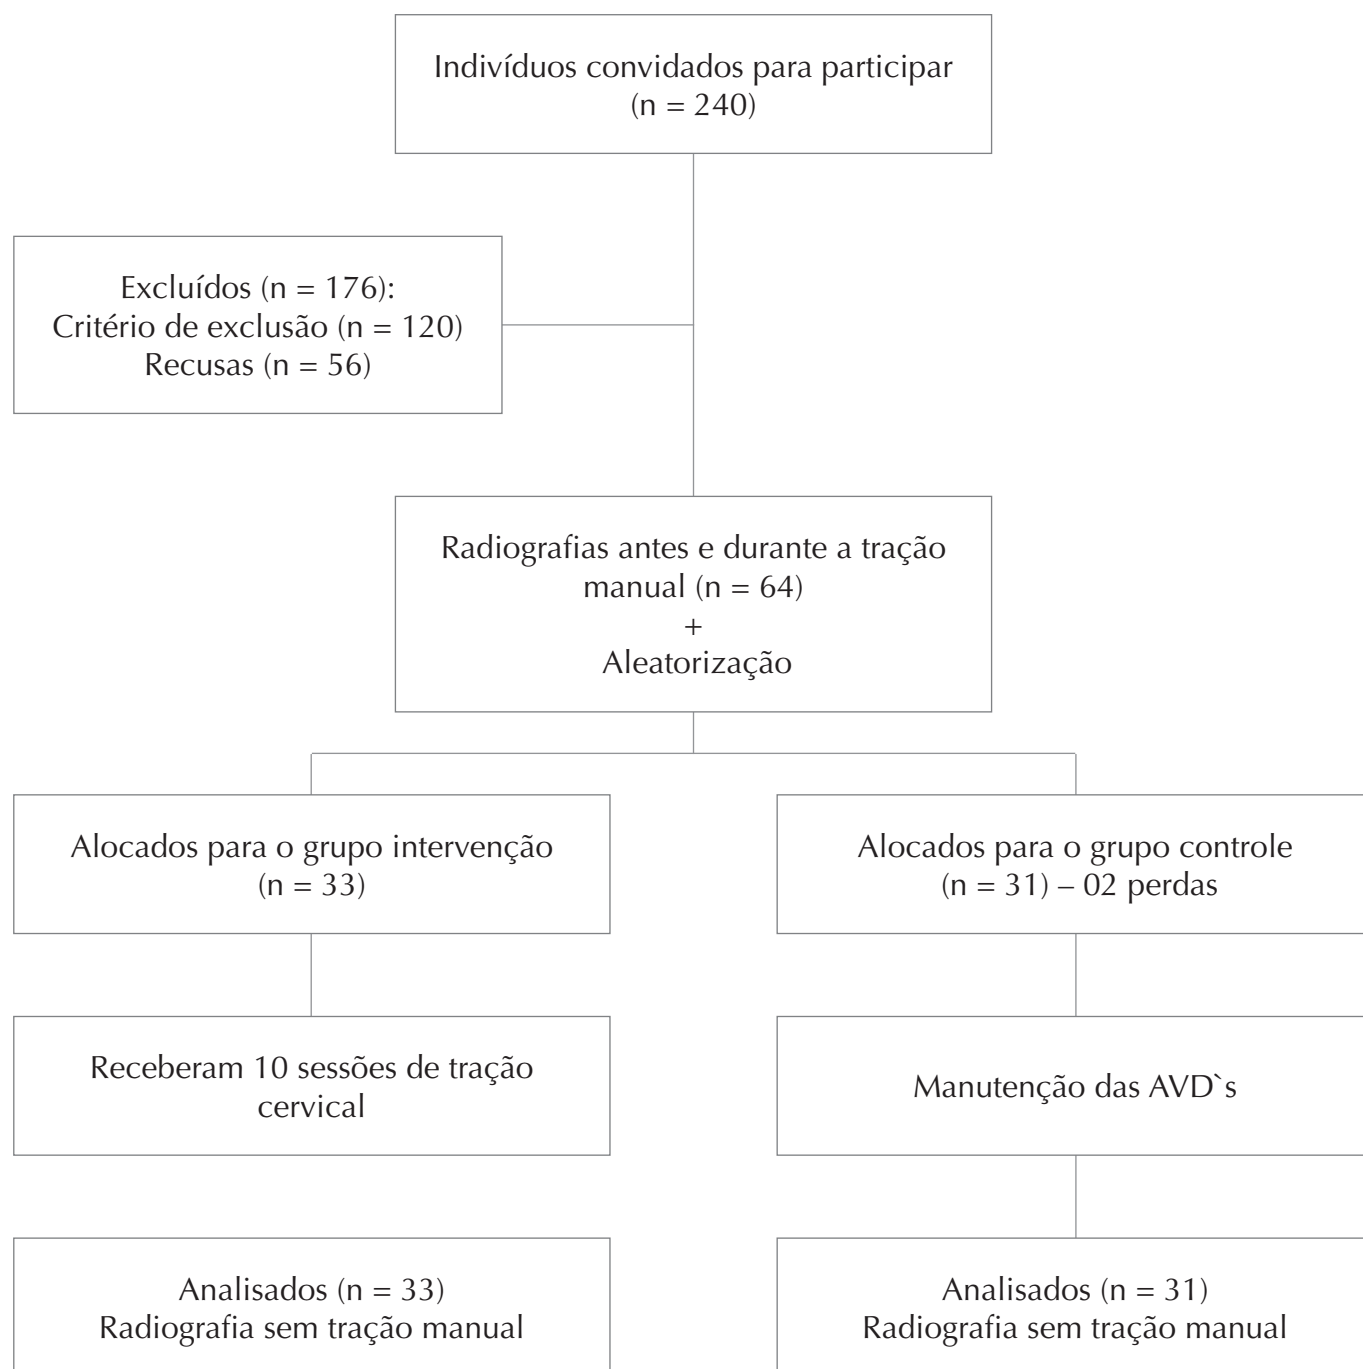 Indivíduos convidados para participar
(n = 240)
Excluídos (n = 176):
Critério de exclusão (n = 120)
Recusas (n = 56)
Radiografias antes e durante a tração
manual (n = 64)
+
Aleatorização
Alocados para o grupo intervenção
(n = 33)
Alocados para o grupo controle
(n = 31) – 02 perdas
Receberam 10 sessões de tração
cervical
Manutenção das AVD`s
Analisados (n = 33)
Radiografia sem tração manual
Analisados (n = 31)
Radiografia sem tração manual